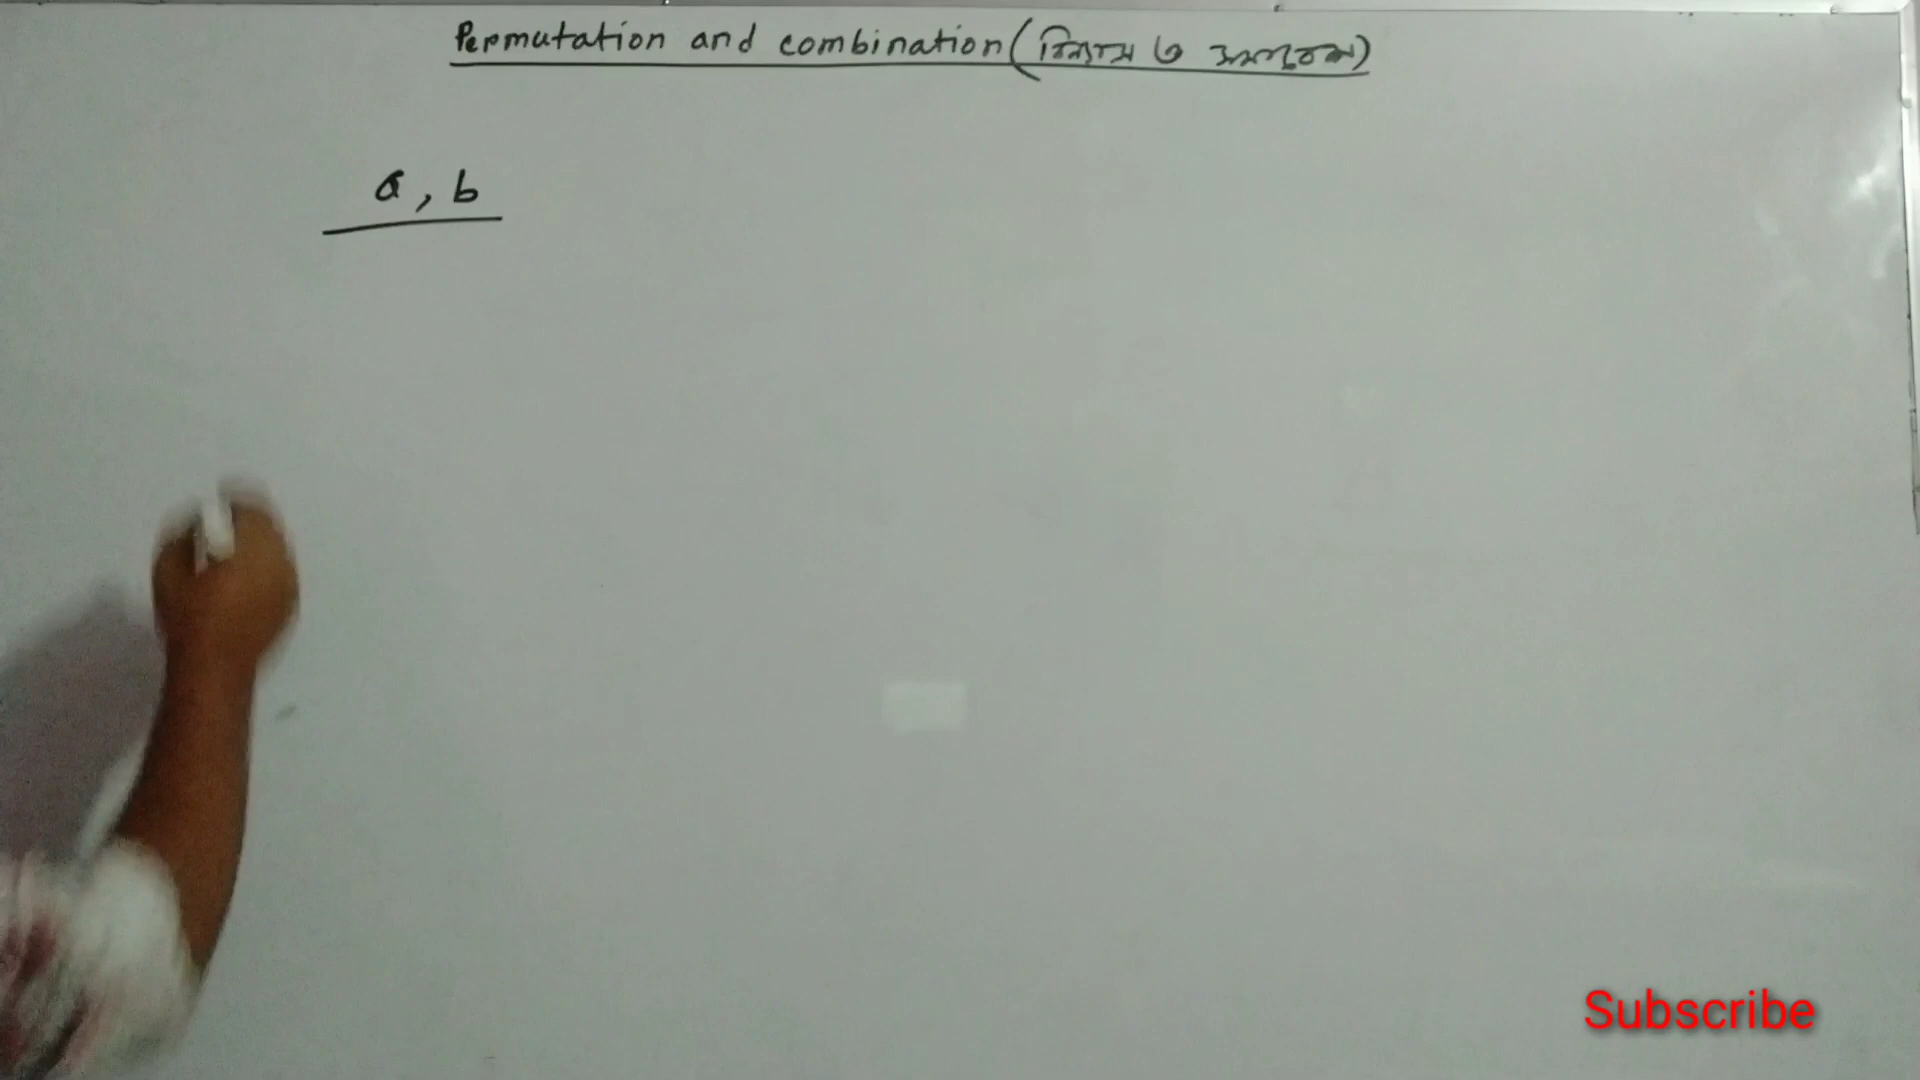 Permutation and combination (বিন্যাস ও সমাবেশ)
a, b
Subscribe